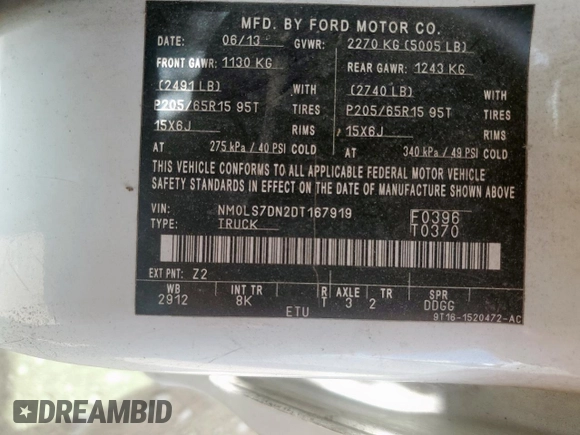 MFD. BY FORD MOTOR CO.
DATE: 06/13 GVWR: 2270 KG (5005 LB)
FRONT GAWR: 1130 KG REAR GAWR: 1243 KG
(2491 LB) WITH (2740 LB) WITH
P205/65R15 95T TIRES P205/65R15 95T TIRES
15X6J RIMS 15X6J RIMS
AT 275 kPa / 40 PSI COLD AT 340 kPa / 49 PSI COLD
THIS VEHICLE CONFORMS TO ALL APPLICABLE FEDERAL MOTOR VEHICLE
SAFETY STANDARDS IN EFFECT ON THE DATE OF MANUFACTURE SHOWN ABOVE
VIN: NM0LS7DN2DT167919 F0396
TYPE: TRUCK T0370
EXT PNT: Z2
WB INT TR R AXLE TR SPR
2912 8K T 3 2 DDGG
ETU 9T16-1520472-AC
DREAMBID